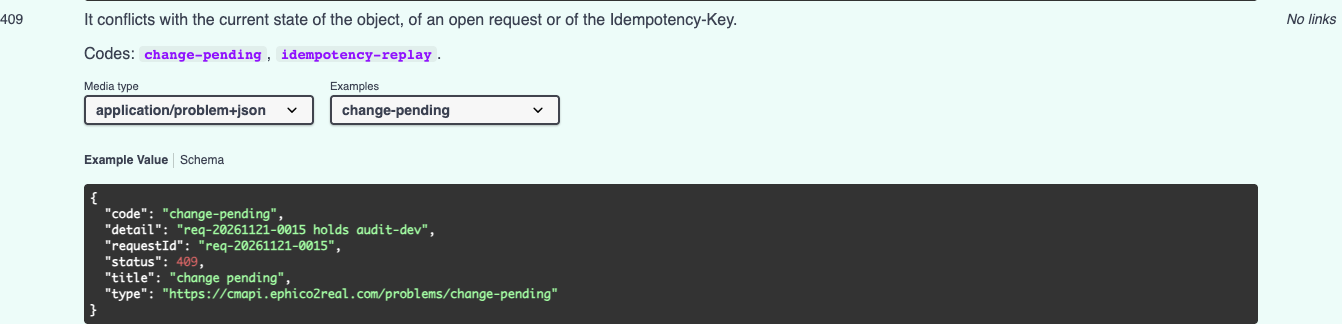 409
It conflicts with the current state of the object, of an open request or of the Idempotency-Key.
No links
Codes: change-pending , idempotency-replay .
Media type
Examples
application/problem+json
change-pending
Example Value
Schema
{
  "code": "change-pending",
  "detail": "req-20261121-0015 holds audit-dev",
  "requestId": "req-20261121-0015",
  "status": 409,
  "title": "change pending",
  "type": "https://cmapi.ephico2real.com/problems/change-pending"
}